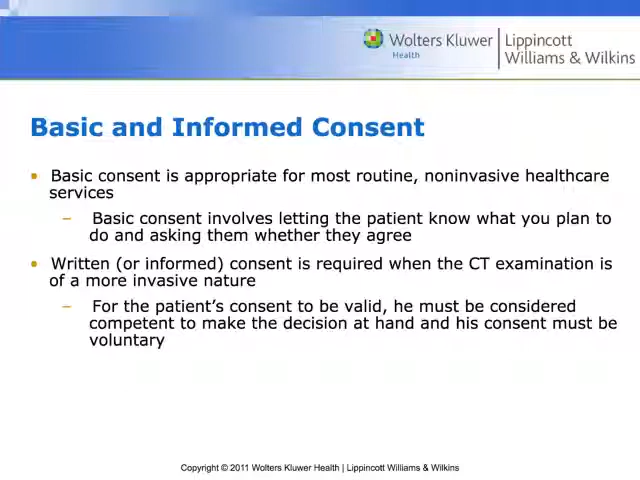 Wolters Kluwer
Health
Lippincott
Williams & Wilkins
Basic and Informed Consent
• Basic consent is appropriate for most routine, noninvasive healthcare
services
– Basic consent involves letting the patient know what you plan to
do and asking them whether they agree
• Written (or informed) consent is required when the CT examination is
of a more invasive nature
– For the patient’s consent to be valid, he must be considered
competent to make the decision at hand and his consent must be
voluntary
Copyright © 2011 Wolters Kluwer Health | Lippincott Williams & Wilkins